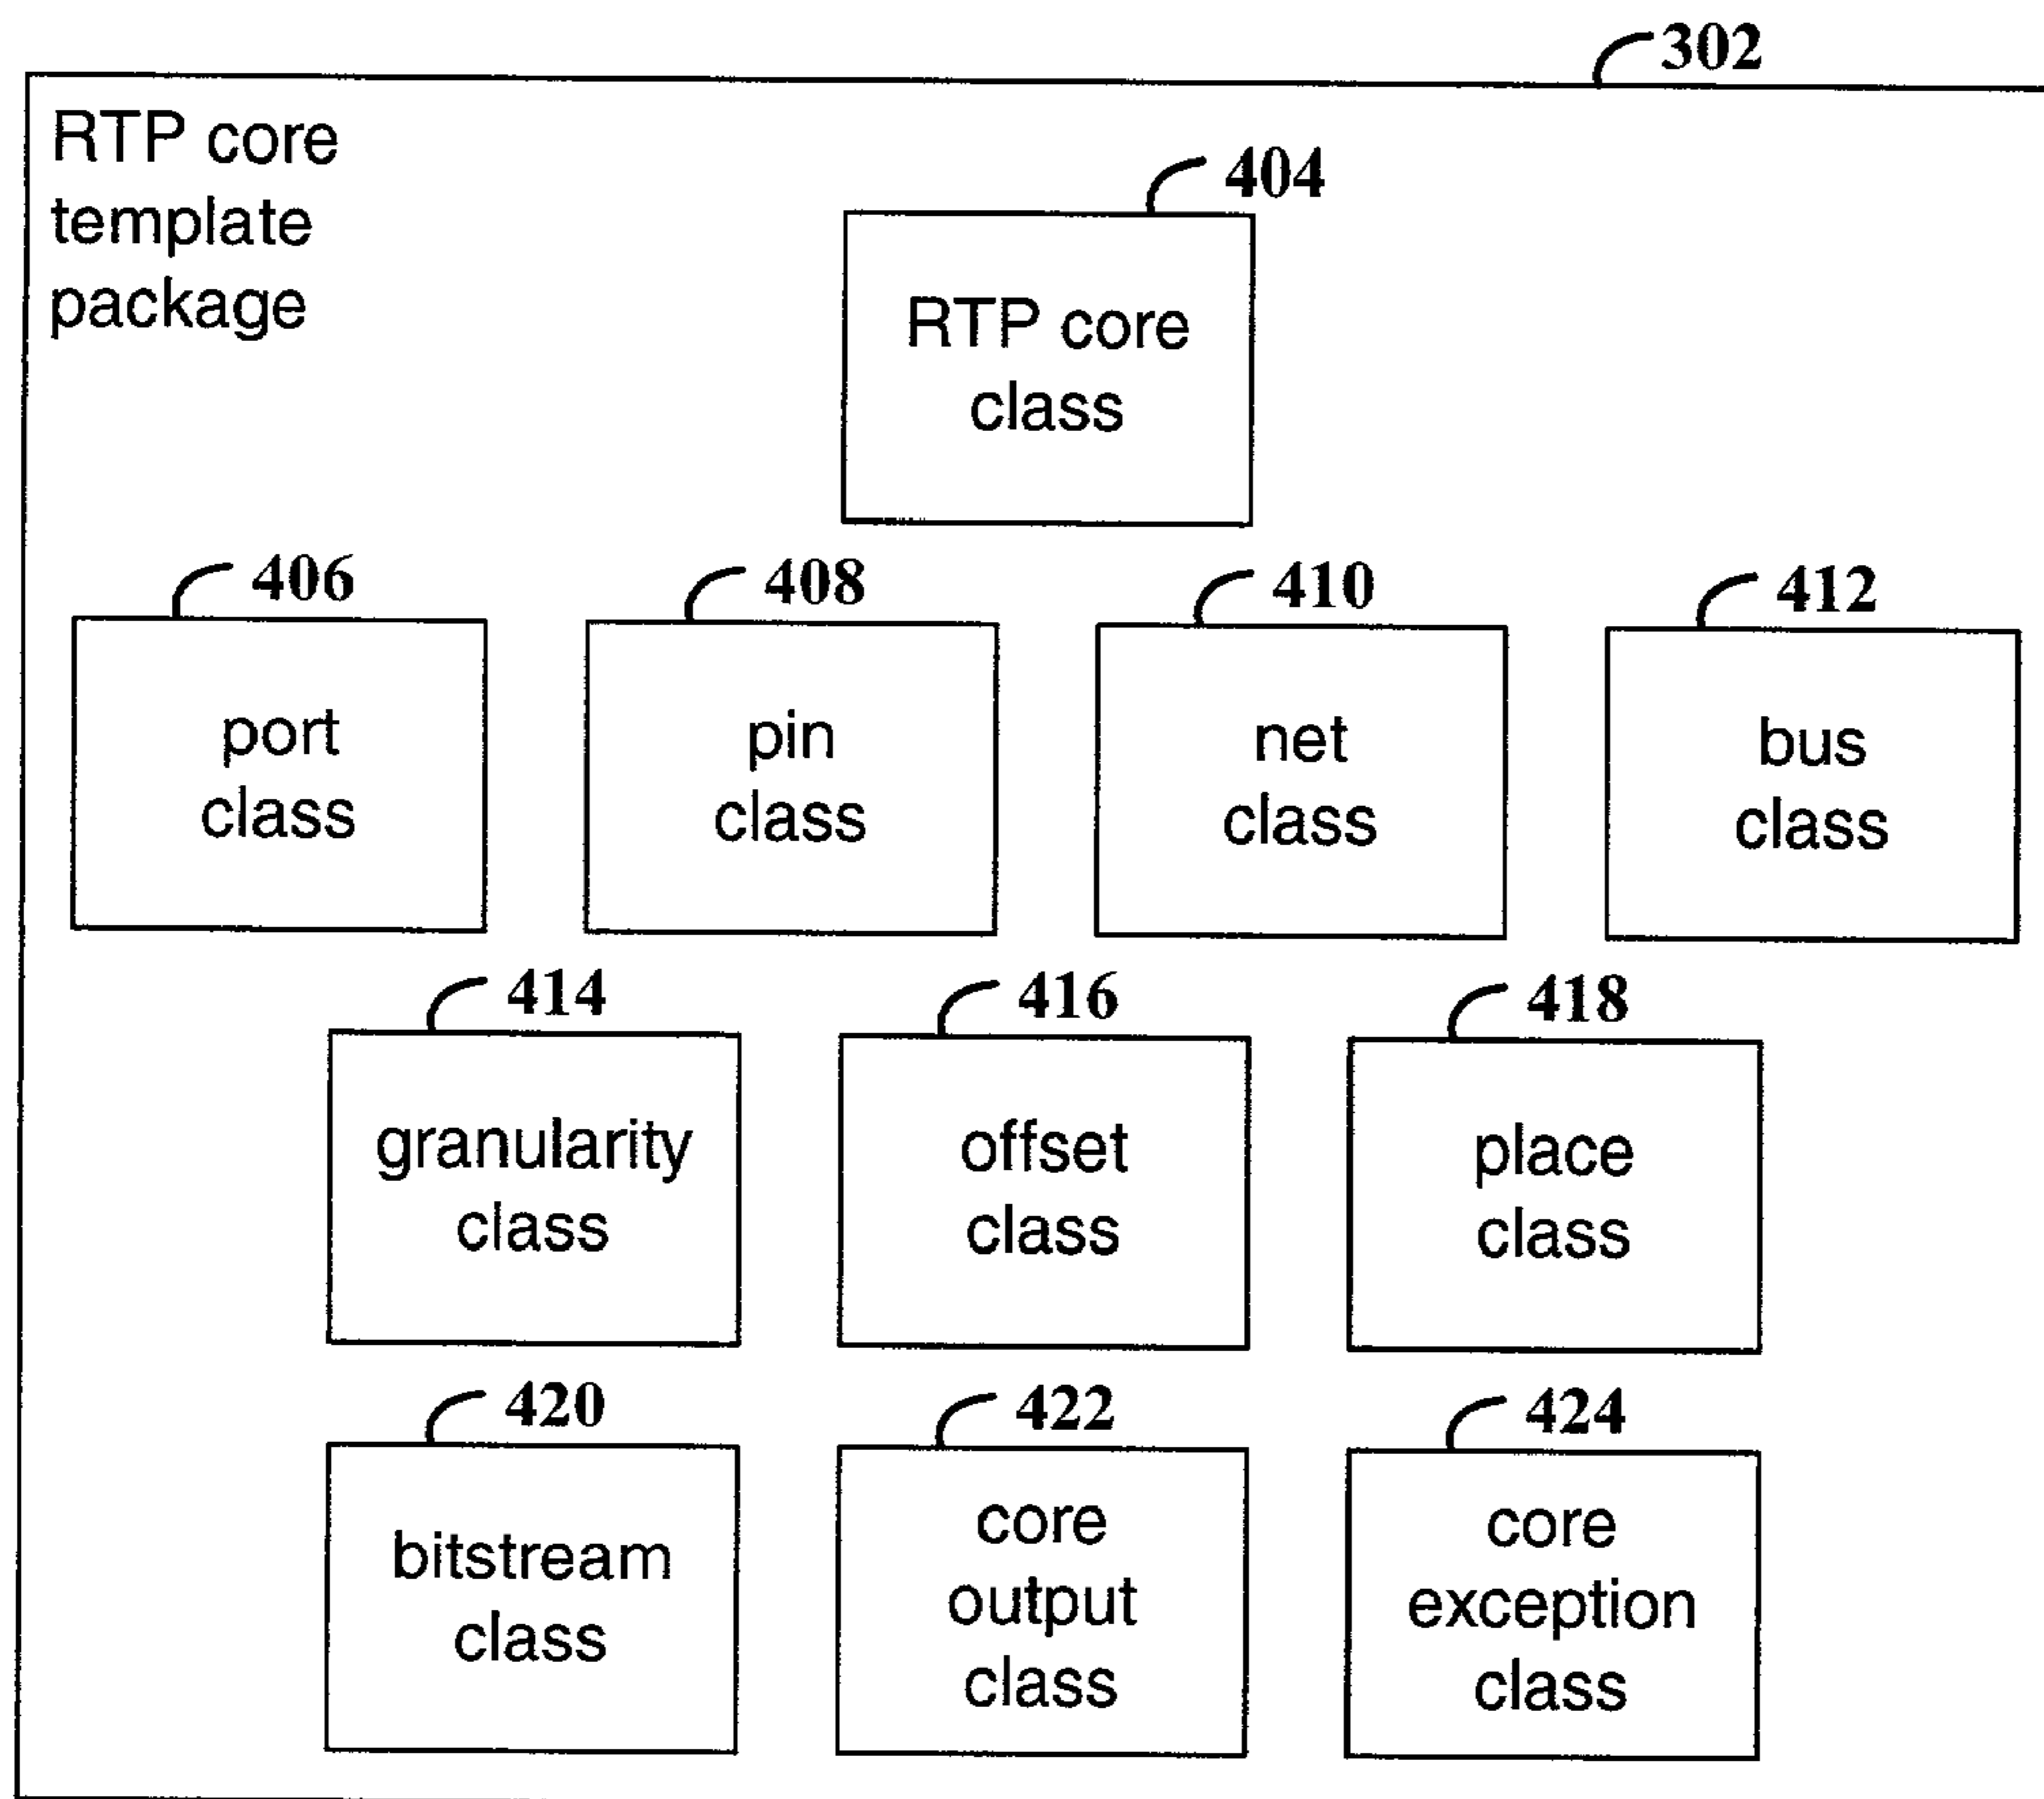 302
RTP core
template
package
404
RTP core
class
406
408
410
412
port
class
pin
class
net
class
bus
class
414
416
418
granularity
class
offset
class
place
class
420
422
424
bitstream
class
core
output
class
core
exception
class